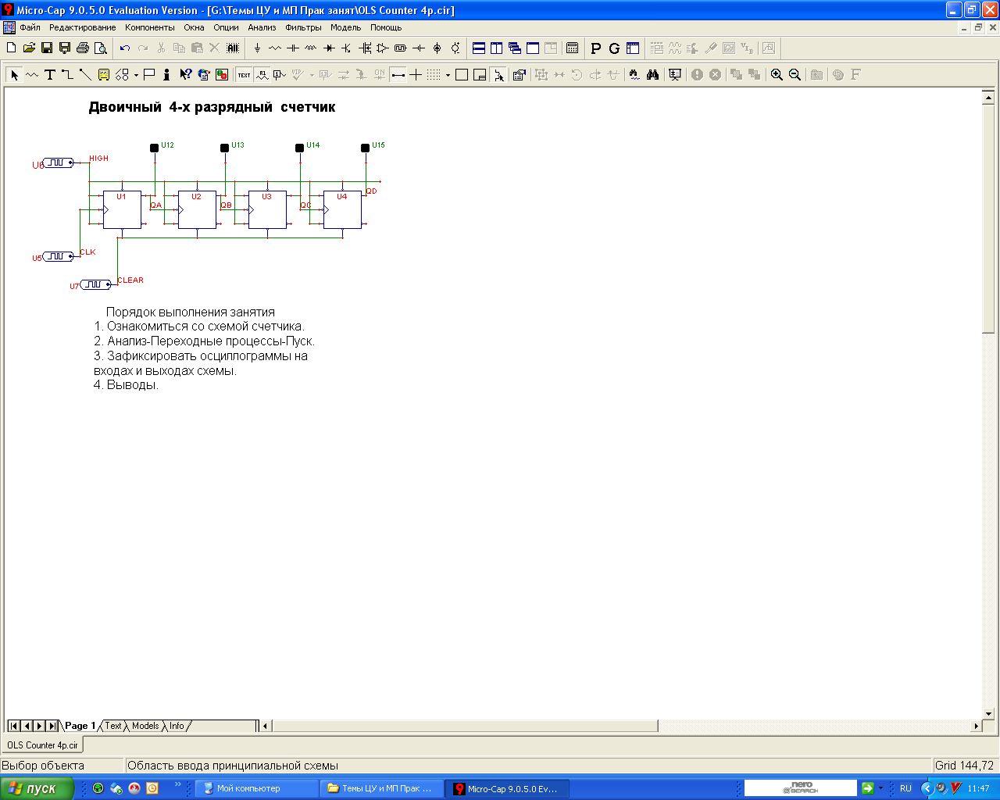 Micro-Cap 9.0.5.0 Evaluation Version - [G:\Темы ЦУ и МП Прак занят\OLS Counter 4p.cir]
Файл Редактирование Компоненты Окна Опции Анализ Фильтры Модель Помощь
Двоичный 4-х разрядный счетчик
U12 U13 U14 U15
U6 HIGH
U1 U2 U3 U4 QD
QA QB QC
U5 CLK
U7 CLEAR
Порядок выполнения занятия
1. Ознакомиться со схемой счетчика.
2. Анализ-Переходные процессы-Пуск.
3. Зафиксировать осциллограммы на
входах и выходах схемы.
4. Выводы.
Page 1 Text Models Info
OLS Counter 4p.cir
Выбор объекта Область ввода принципиальной схемы Grid 144,72
пуск Мой компьютер Темы ЦУ и МП Прак ... Micro-Cap 9.0.5.0 Ev... nero SEARCH RU 11:47